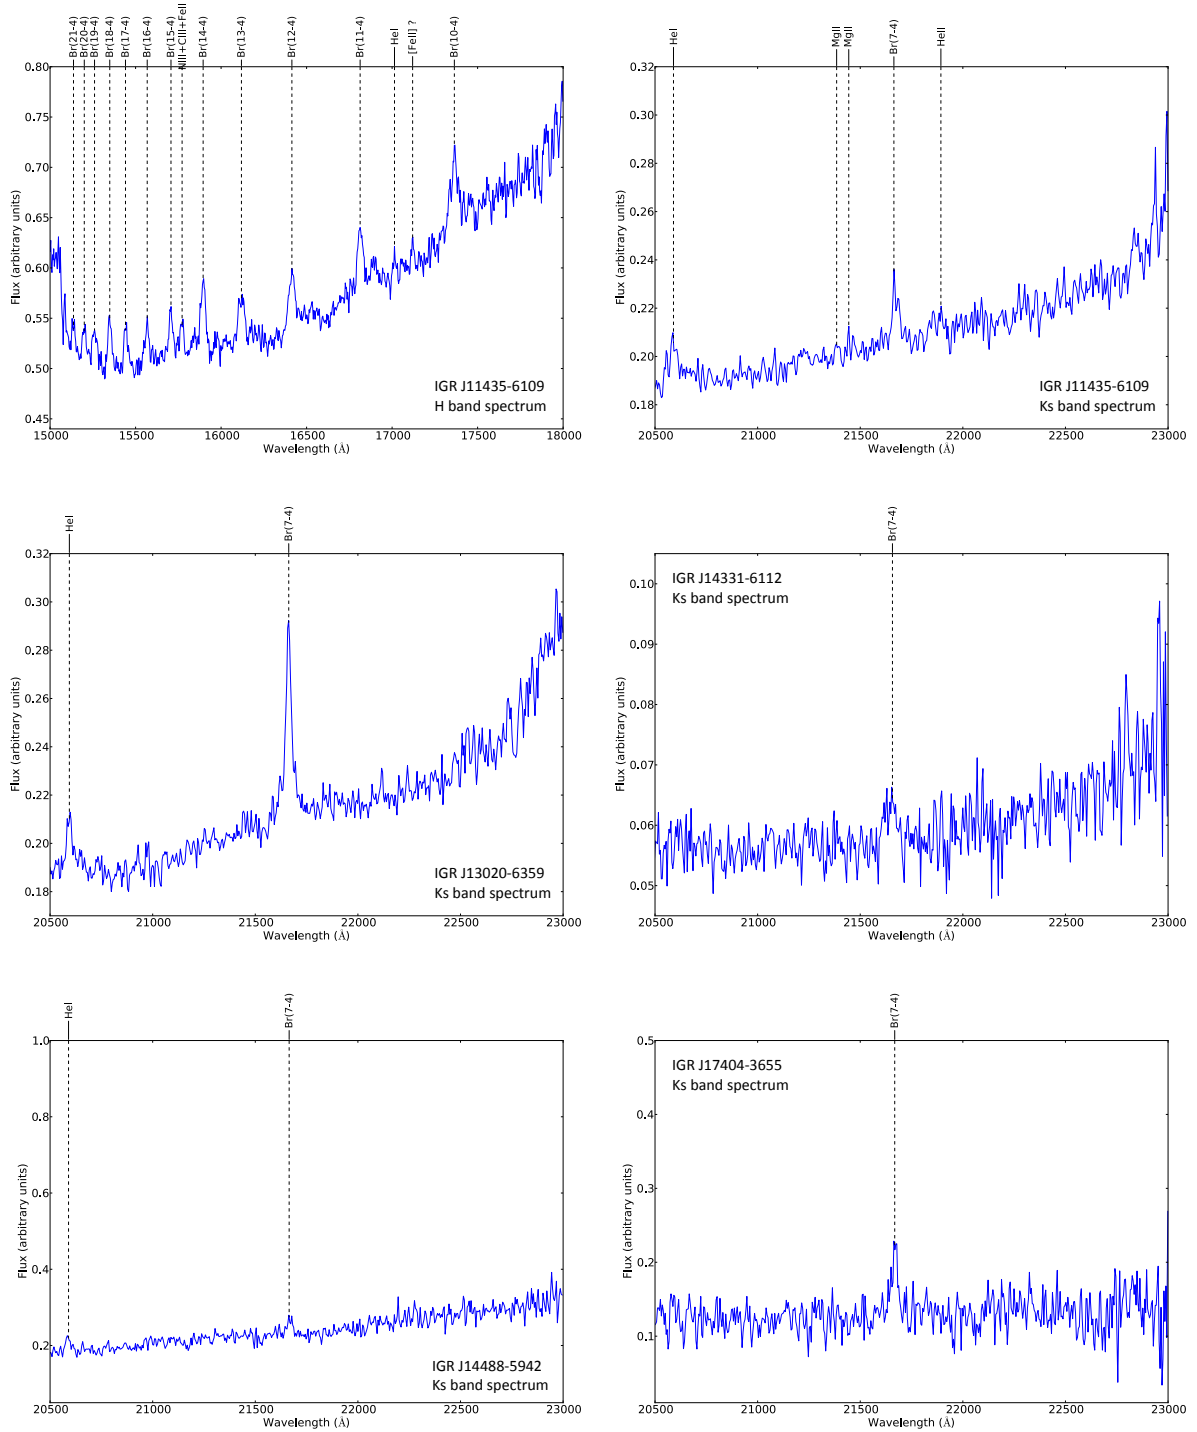 Br(21-4)
Br(20-4)
Br(19-4)
Br(18-4)
Br(17-4)
Br(16-4)
Br(15-4)
NIII+CIII+FeII
Br(14-4)
Br(13-4)
Br(12-4)
Br(11-4)
HeI
[FeII] ?
Br(10-4)
0.80
0.75
0.70
0.65
0.60
0.55
0.50
0.45
Flux (arbitrary units)
IGR J11435-6109
H band spectrum
15000 15500 16000 16500 17000 17500 18000
Wavelength (Å)
HeI
MgII
MgII
Br(7-4)
HeII
0.32
0.30
0.28
0.26
0.24
0.22
0.20
0.18
Flux (arbitrary units)
IGR J11435-6109
Ks band spectrum
20500 21000 21500 22000 22500 23000
Wavelength (Å)
HeI
Br(7-4)
0.32
0.30
0.28
0.26
0.24
0.22
0.20
0.18
Flux (arbitrary units)
IGR J13020-6359
Ks band spectrum
20500 21000 21500 22000 22500 23000
Wavelength (Å)
Br(7-4)
IGR J14331-6112
Ks band spectrum
0.10
0.09
0.08
0.07
0.06
0.05
Flux (arbitrary units)
20500 21000 21500 22000 22500 23000
Wavelength (Å)
HeI
Br(7-4)
1.0
0.8
0.6
0.4
0.2
Flux (arbitrary units)
IGR J14488-5942
Ks band spectrum
20500 21000 21500 22000 22500 23000
Wavelength (Å)
Br(7-4)
IGR J17404-3655
Ks band spectrum
0.5
0.4
0.3
0.2
0.1
Flux (arbitrary units)
20500 21000 21500 22000 22500 23000
Wavelength (Å)